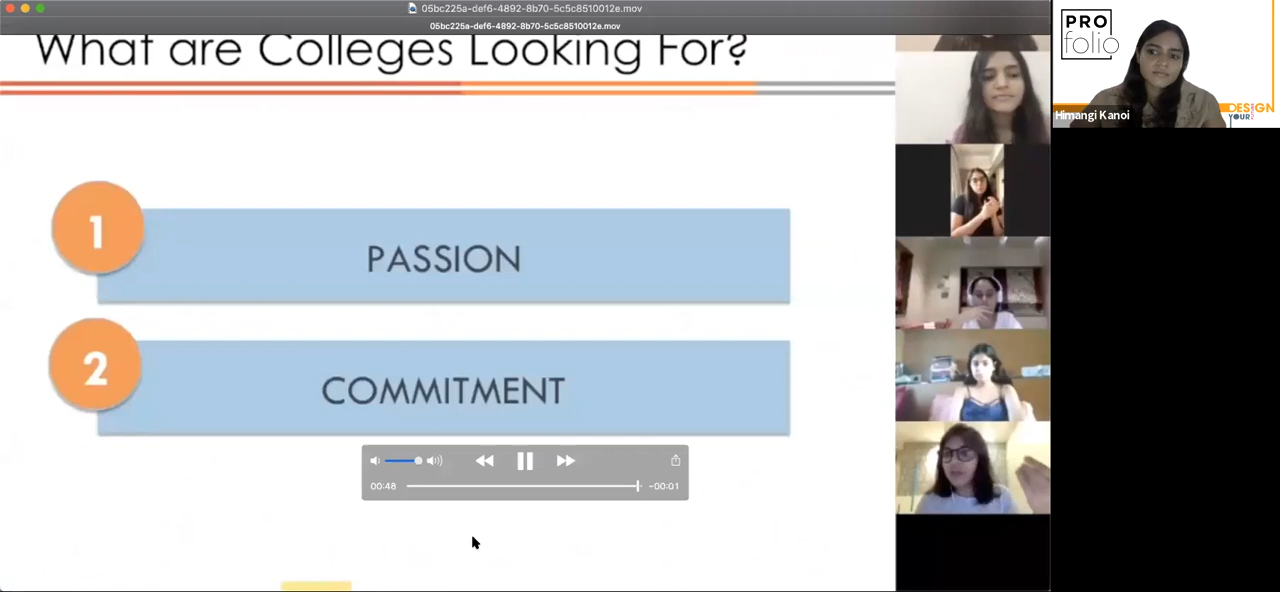 05bc225a-def6-4892-8b70-5c5c8510012e.mov
05bc225a-def6-4892-8b70-5c5c8510012e.mov
What are Colleges Looking For?
1
PASSION
2
COMMITMENT
00:48
-00:01
PRO
folio
Himangi Kanoi
DESIGN
YOUR